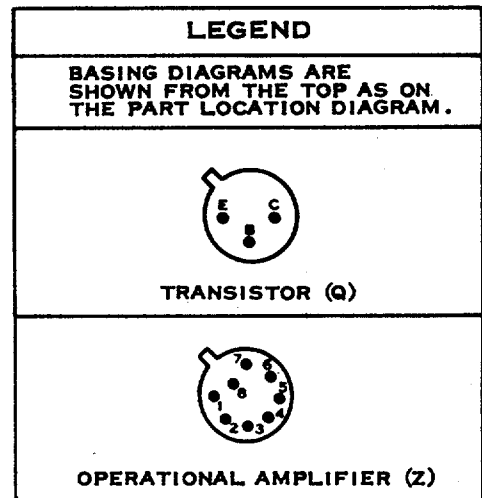 LEGEND
BASING DIAGRAMS ARE
SHOWN FROM THE TOP AS ON
THE PART LOCATION DIAGRAM.
E C
B
TRANSISTOR (Q)
7 6
8 5
1
2 3 4
OPERATIONAL AMPLIFIER (Z)